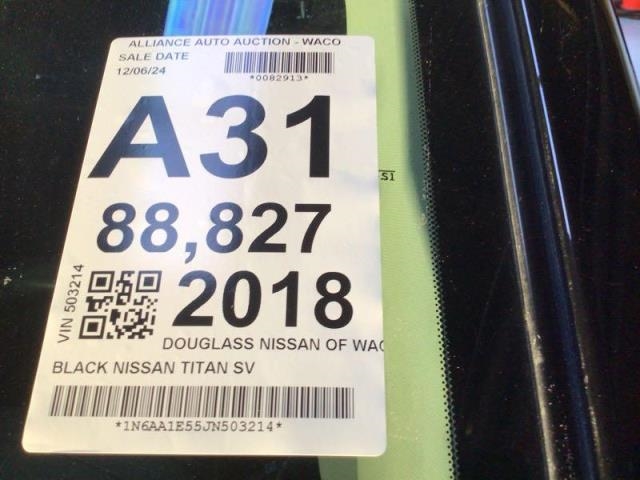 ALLIANCE AUTO AUCTION - WACO
SALE DATE
12/06/24
*0082913*
A31
88,827
VIN 503214
2018
DOUGLASS NISSAN OF WAC
BLACK NISSAN TITAN SV
*1N6AA1E55JN503214*